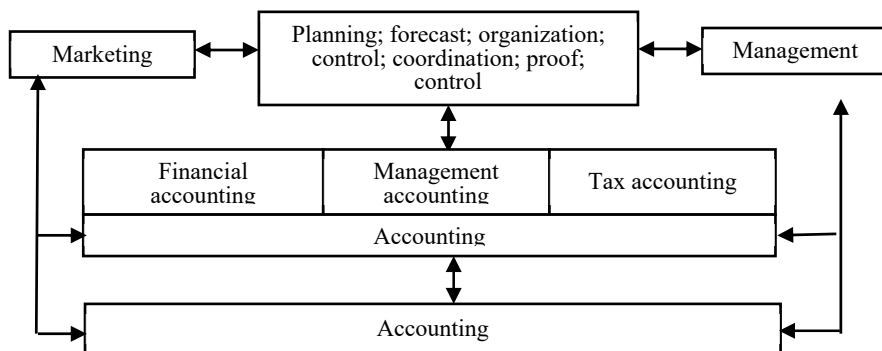 Marketing
Planning; forecast; organization;
control; coordination; proof;
control
Management
Financial
accounting
Management
accounting
Tax accounting
Accounting
Accounting